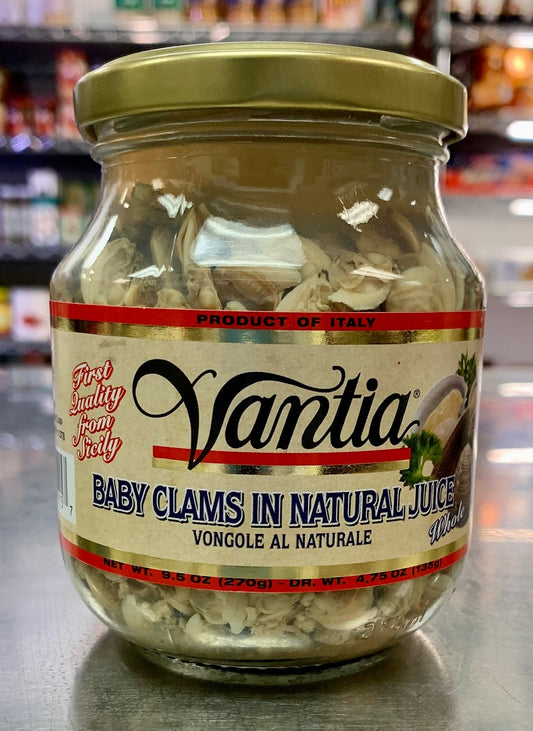 PRODUCT OF ITALY
First
Quality
from
Sicily
Vantia®
BABY CLAMS IN NATURAL JUICE
Whole
VONGOLE AL NATURALE
NET WT. 9.5 OZ (270g) - DR. WT. 4,75 OZ (135g)
7